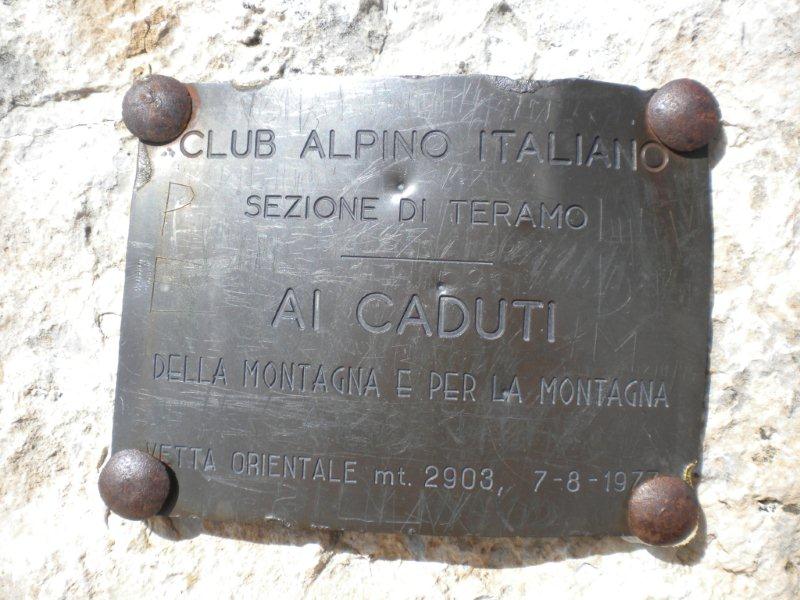 CLUB ALPINO ITALIANO
SEZIONE DI TERAMO
AI CADUTI
DELLA MONTAGNA E PER LA MONTAGNA
VETTA ORIENTALE mt. 2903, 7-8-1977